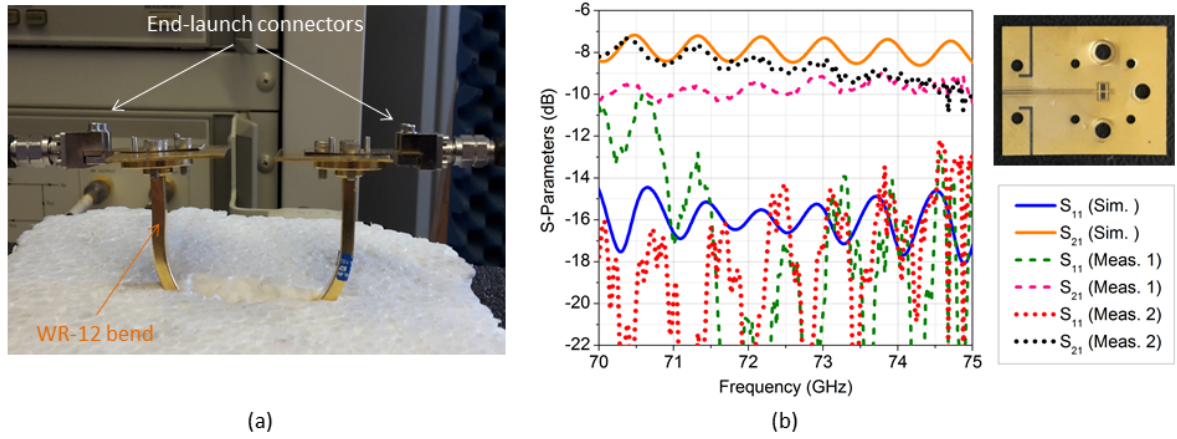 End-launch connectors
WR-12 bend
(a)
S-Parameters (dB)
-6
-8
-10
-12
-14
-16
-18
-20
-22
70 71 72 73 74 75
Frequency (GHz)
(b)
S11 (Sim. )
S21 (Sim. )
S11 (Meas. 1)
S21 (Meas. 1)
S11 (Meas. 2)
S21 (Meas. 2)